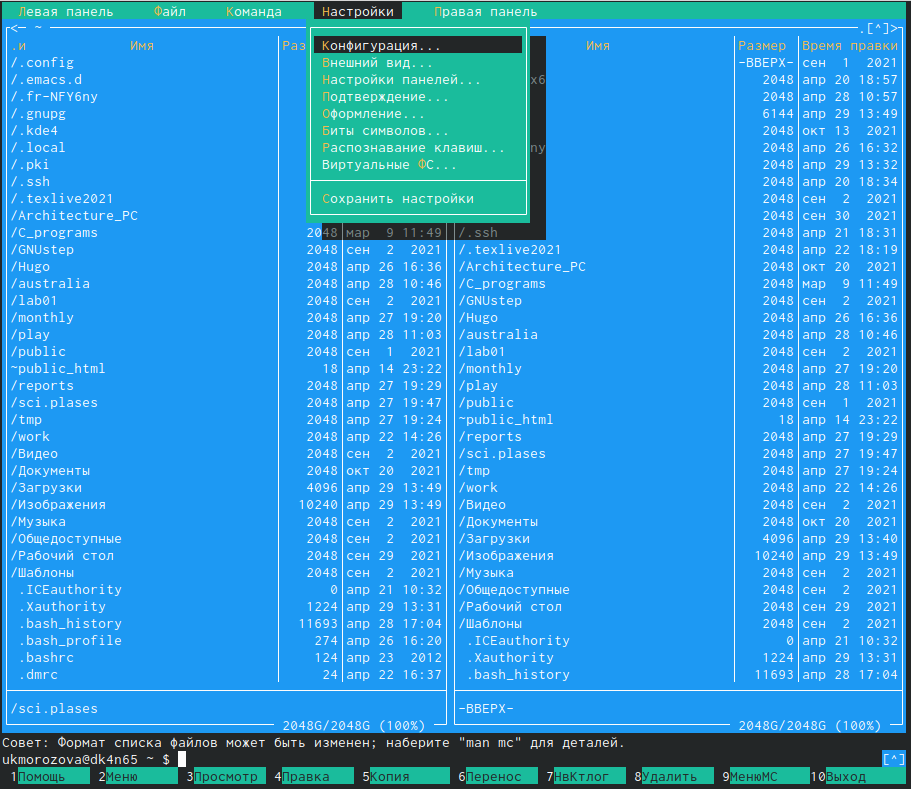 Левая панель Файл Команда Настройки Правая панель
<— ~ .[^]>
.и Имя Раз Конфигурация... Имя Размер Время правки
/.config Внешний вид... -ВВЕРХ- сен 1 2021
/.emacs.d Настройки панелей... x6 2048 апр 20 18:57
/.fr-NFY6ny Подтверждение... 2048 апр 28 10:57
/.gnupg Оформление... 6144 апр 29 13:49
/.kde4 Биты символов... 2048 окт 13 2021
/.local Распознавание клавиш... ny 2048 апр 26 16:32
/.pki Виртуальные ФС... 2048 апр 29 13:32
/.ssh 2048 апр 20 18:34
/.texlive2021 Сохранить настройки 2048 сен 2 2021
/Architecture_PC 2048 сен 30 2021
/C_programs 2048 мар 9 11:49 /.ssh 2048 апр 21 18:31
/GNUstep 2048 сен 2 2021 /.texlive2021 2048 апр 22 18:19
/Hugo 2048 апр 26 16:36 /Architecture_PC 2048 окт 20 2021
/australia 2048 апр 28 10:46 /C_programs 2048 мар 9 11:49
/lab01 2048 сен 2 2021 /GNUstep 2048 сен 2 2021
/monthly 2048 апр 27 19:20 /Hugo 2048 апр 26 16:36
/play 2048 апр 28 11:03 /australia 2048 апр 28 10:46
/public 2048 сен 1 2021 /lab01 2048 сен 2 2021
~public_html 18 апр 14 23:22 /monthly 2048 апр 27 19:20
/reports 2048 апр 27 19:29 /play 2048 апр 28 11:03
/sci.plases 2048 апр 27 19:47 /public 2048 сен 1 2021
/tmp 2048 апр 27 19:24 ~public_html 18 апр 14 23:22
/work 2048 апр 22 14:26 /reports 2048 апр 27 19:29
/Видео 2048 сен 2 2021 /sci.plases 2048 апр 27 19:47
/Документы 2048 окт 20 2021 /tmp 2048 апр 27 19:24
/Загрузки 4096 апр 29 13:49 /work 2048 апр 22 14:26
/Изображения 10240 апр 29 13:49 /Видео 2048 сен 2 2021
/Музыка 2048 сен 2 2021 /Документы 2048 окт 20 2021
/Общедоступные 2048 сен 2 2021 /Загрузки 4096 апр 29 13:40
/Рабочий стол 2048 сен 29 2021 /Изображения 10240 апр 29 13:49
/Шаблоны 2048 сен 2 2021 /Музыка 2048 сен 2 2021
.ICEauthority 0 апр 21 10:32 /Общедоступные 2048 сен 2 2021
.Xauthority 1224 апр 29 13:31 /Рабочий стол 2048 сен 29 2021
.bash_history 11693 апр 28 17:04 /Шаблоны 2048 сен 2 2021
.bash_profile 274 апр 26 16:20 .ICEauthority 0 апр 21 10:32
.bashrc 124 апр 23 2012 .Xauthority 1224 апр 29 13:31
.dmrc 24 апр 22 16:37 .bash_history 11693 апр 28 17:04
/sci.plases -ВВЕРХ-
2048G/2048G (100%) 2048G/2048G (100%)
Совет: Формат списка файлов может быть изменен; наберите "man mc" для деталей.
ukmorozova@dk4n65 ~ $ [^]
1Помощь 2Меню 3Просмотр 4Правка 5Копия 6Перенос 7НвКтлог 8Удалить 9МенюМС 10Выход